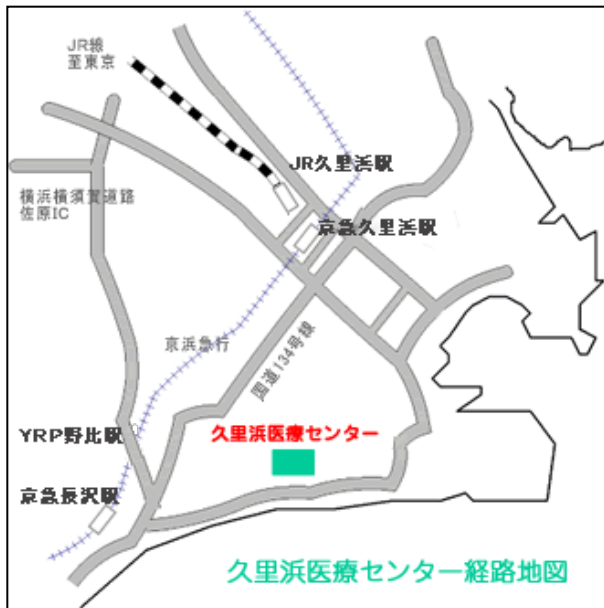 JR線
至東京
JR久里浜駅
横浜横須賀道路
佐原IC
京急久里浜駅
京浜急行
国道134号線
YRP野比駅
久里浜医療センター
京急長沢駅
久里浜医療センター経路地図